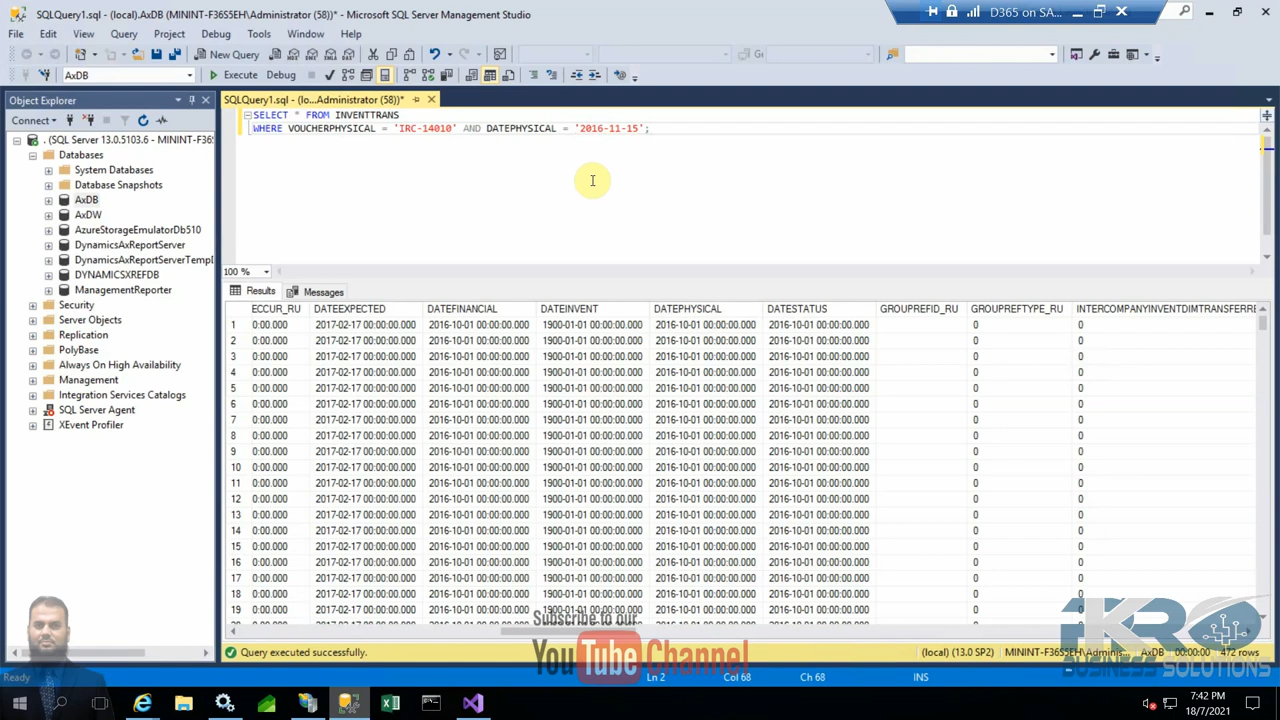 SQLQuery1.sql - (local).AxDB (MININT-F36S5EH\Administrator (58))* - Microsoft SQL Server Management Studio
D365 on SA...
File Edit View Query Project Debug Tools Window Help
New Query
AxDB
Execute Debug
Object Explorer
Connect
. (SQL Server 13.0.5103.6 - MININT-F36S
Databases
System Databases
Database Snapshots
AxDB
AxDW
AzureStorageEmulatorDb510
DynamicsAxReportServer
DynamicsAxReportServerTempD
DYNAMICSXREFDB
ManagementReporter
Security
Server Objects
Replication
PolyBase
Always On High Availability
Management
Integration Services Catalogs
SQL Server Agent
XEvent Profiler
SQLQuery1.sql - (lo...Administrator (58))*
SELECT * FROM INVENTTRANS
WHERE VOUCHERPHYSICAL = 'IRC-14010' AND DATEPHYSICAL = '2016-11-15';
100 %
Results Messages
ECCUR_RU DATEEXPECTED DATEFINANCIAL DATEINVENT DATEPHYSICAL DATESTATUS GROUPREFID_RU GROUPREFTYPE_RU INTERCOMPANYINVENTDIMTRANSFERRE
1 0:00.000 2017-02-17 00:00:00.000 2016-10-01 00:00:00.000 1900-01-01 00:00:00.000 2016-10-01 00:00:00.000 2016-10-01 00:00:00.000 0 0
2 0:00.000 2017-02-17 00:00:00.000 2016-10-01 00:00:00.000 1900-01-01 00:00:00.000 2016-10-01 00:00:00.000 2016-10-01 00:00:00.000 0 0
3 0:00.000 2017-02-17 00:00:00.000 2016-10-01 00:00:00.000 1900-01-01 00:00:00.000 2016-10-01 00:00:00.000 2016-10-01 00:00:00.000 0 0
4 0:00.000 2017-02-17 00:00:00.000 2016-10-01 00:00:00.000 1900-01-01 00:00:00.000 2016-10-01 00:00:00.000 2016-10-01 00:00:00.000 0 0
5 0:00.000 2017-02-17 00:00:00.000 2016-10-01 00:00:00.000 1900-01-01 00:00:00.000 2016-10-01 00:00:00.000 2016-10-01 00:00:00.000 0 0
6 0:00.000 2017-02-17 00:00:00.000 2016-10-01 00:00:00.000 1900-01-01 00:00:00.000 2016-10-01 00:00:00.000 2016-10-01 00:00:00.000 0 0
7 0:00.000 2017-02-17 00:00:00.000 2016-10-01 00:00:00.000 1900-01-01 00:00:00.000 2016-10-01 00:00:00.000 2016-10-01 00:00:00.000 0 0
8 0:00.000 2017-02-17 00:00:00.000 2016-10-01 00:00:00.000 1900-01-01 00:00:00.000 2016-10-01 00:00:00.000 2016-10-01 00:00:00.000 0 0
9 0:00.000 2017-02-17 00:00:00.000 2016-10-01 00:00:00.000 1900-01-01 00:00:00.000 2016-10-01 00:00:00.000 2016-10-01 00:00:00.000 0 0
10 0:00.000 2017-02-17 00:00:00.000 2016-10-01 00:00:00.000 1900-01-01 00:00:00.000 2016-10-01 00:00:00.000 2016-10-01 00:00:00.000 0 0
11 0:00.000 2017-02-17 00:00:00.000 2016-10-01 00:00:00.000 1900-01-01 00:00:00.000 2016-10-01 00:00:00.000 2016-10-01 00:00:00.000 0 0
12 0:00.000 2017-02-17 00:00:00.000 2016-10-01 00:00:00.000 1900-01-01 00:00:00.000 2016-10-01 00:00:00.000 2016-10-01 00:00:00.000 0 0
13 0:00.000 2017-02-17 00:00:00.000 2016-10-01 00:00:00.000 1900-01-01 00:00:00.000 2016-10-01 00:00:00.000 2016-10-01 00:00:00.000 0 0
14 0:00.000 2017-02-17 00:00:00.000 2016-10-01 00:00:00.000 1900-01-01 00:00:00.000 2016-10-01 00:00:00.000 2016-10-01 00:00:00.000 0 0
15 0:00.000 2017-02-17 00:00:00.000 2016-10-01 00:00:00.000 1900-01-01 00:00:00.000 2016-10-01 00:00:00.000 2016-10-01 00:00:00.000 0 0
16 0:00.000 2017-02-17 00:00:00.000 2016-10-01 00:00:00.000 1900-01-01 00:00:00.000 2016-10-01 00:00:00.000 2016-10-01 00:00:00.000 0 0
17 0:00.000 2017-02-17 00:00:00.000 2016-10-01 00:00:00.000 1900-01-01 00:00:00.000 2016-10-01 00:00:00.000 2016-10-01 00:00:00.000 0 0
18 0:00.000 2017-02-17 00:00:00.000 2016-10-01 00:00:00.000 1900-01-01 00:00:00.000 2016-10-01 00:00:00.000 2016-10-01 00:00:00.000 0 0
19 0:00.000 2017-02-17 00:00:00.000 2016-10-01 00:00:00.000 1900-01-01 00:00:00.000 2016-10-01 00:00:00.000 2016-10-01 00:00:00.000 0 0
Subscribe to our
YouTube Channel
BUSINESS SOLUTIONS
Query executed successfully. (local) (13.0 SP2) MININT-F36S5EH\Adminis... AxDB 00:00:00 472 rows
Ready Ln 2 Col 68 Ch 68 INS
7:42 PM
18/7/2021